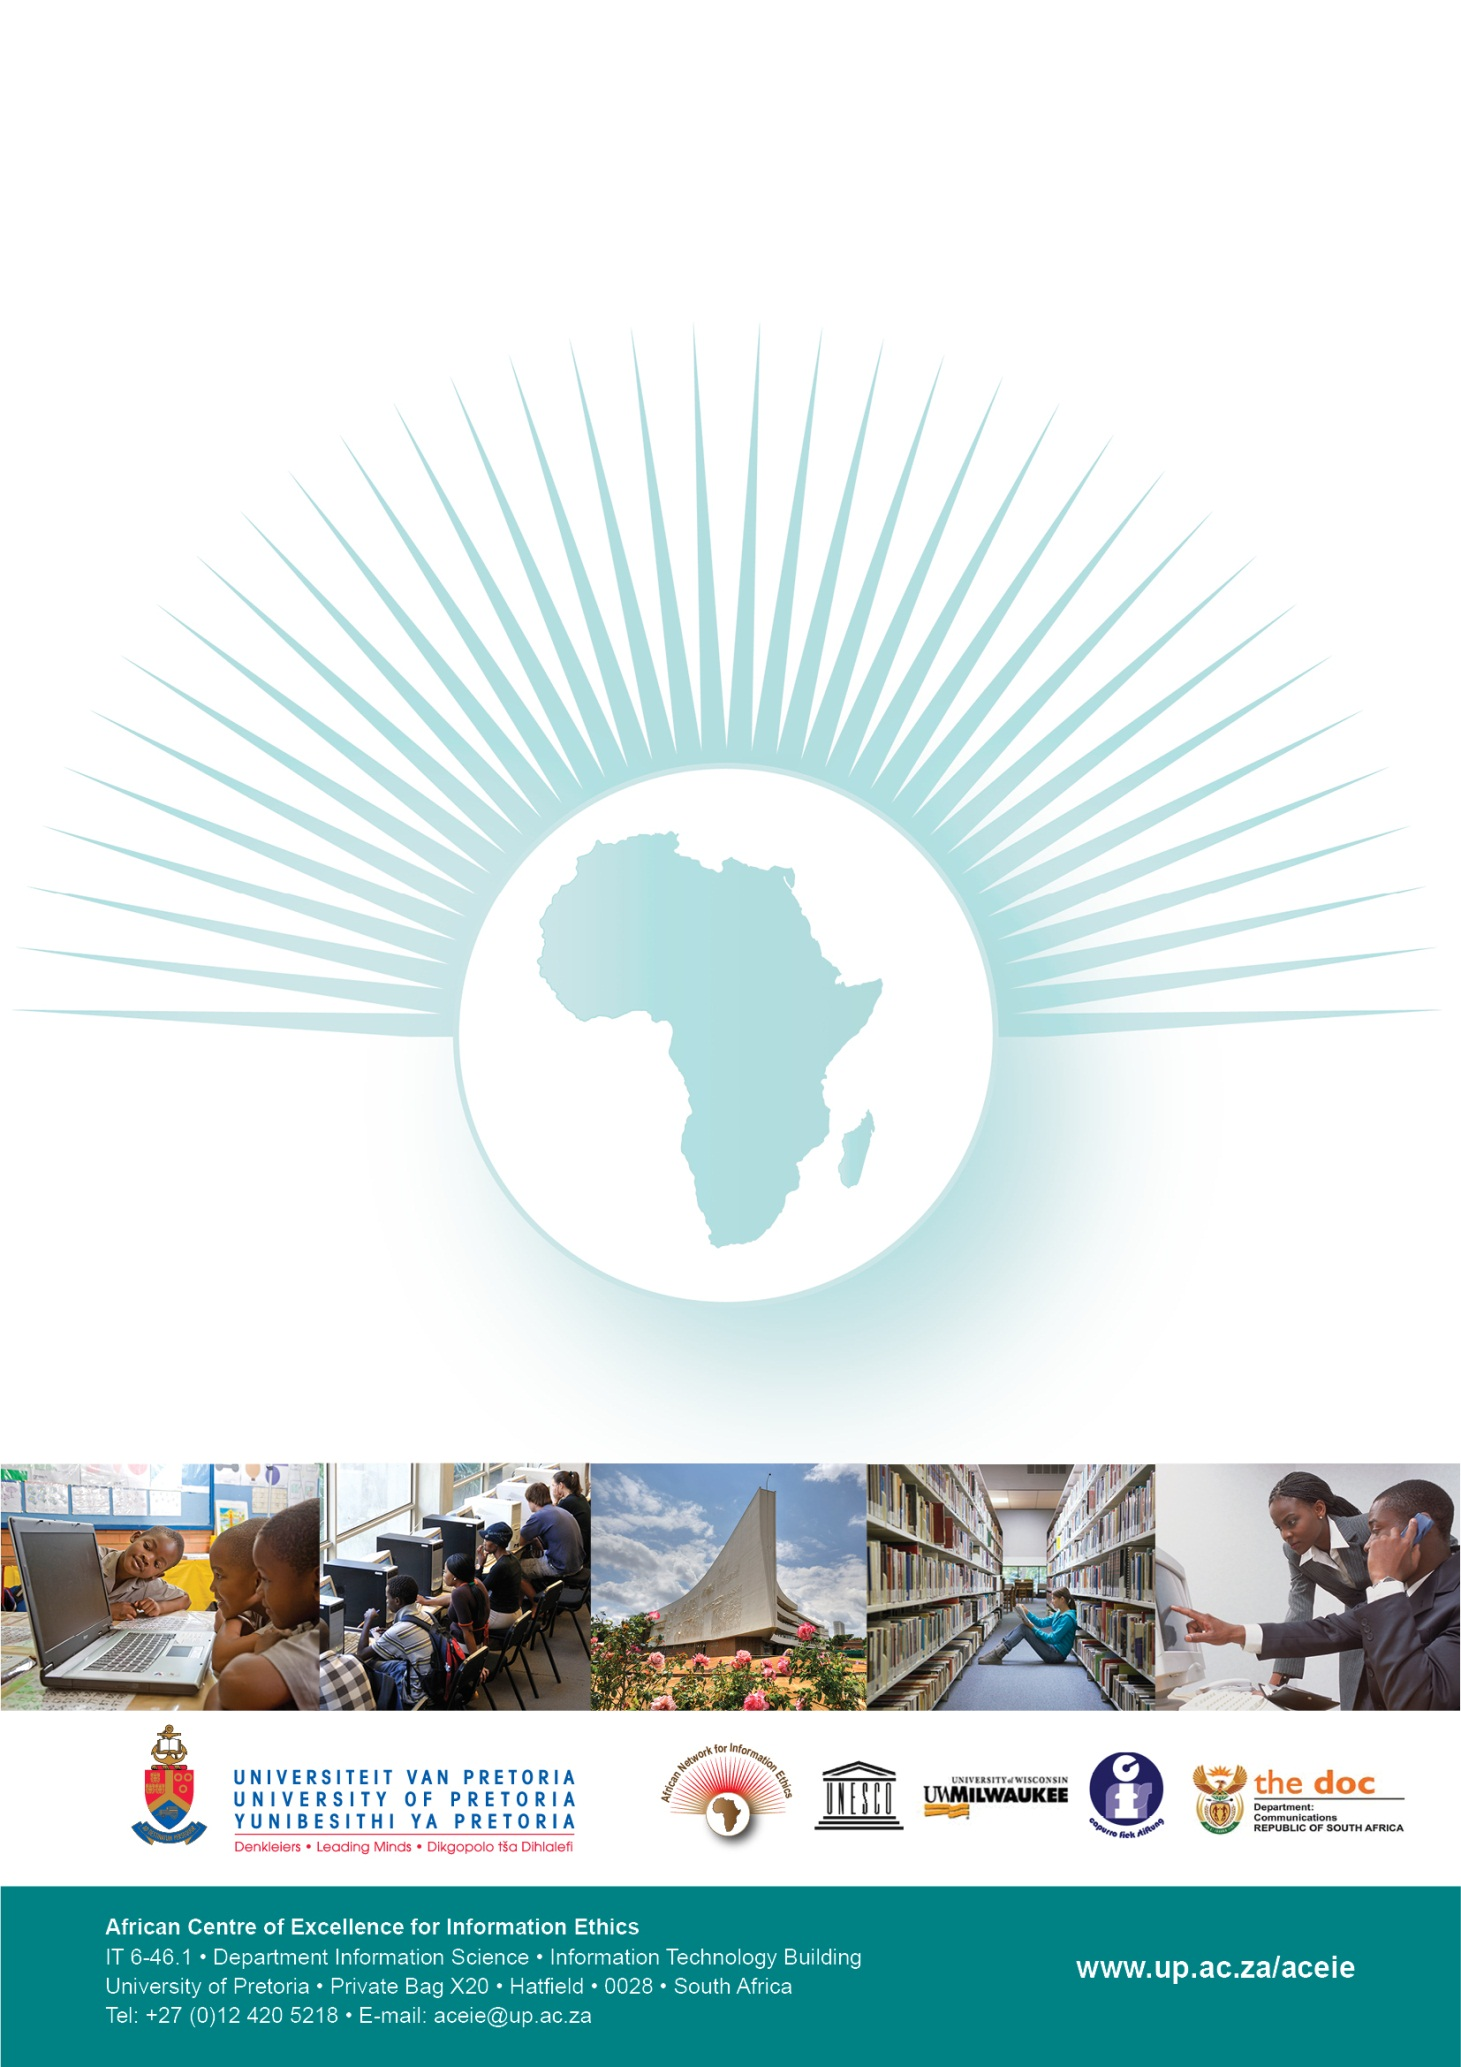 UNIVERSITEIT VAN PRETORIA
UNIVERSITY OF PRETORIA
YUNIBESITHI YA PRETORIA
Denkleiers • Leading Minds • Dikgopolo tša Dihlalefi
African Network for Information Ethics
UNESCO
UNIVERSITY of WISCONSIN
UWMILWAUKEE
c
f
capurro fiek stiftung
the doc
Department:
Communications
REPUBLIC OF SOUTH AFRICA
African Centre of Excellence for Information Ethics
IT 6-46.1 • Department Information Science • Information Technology Building
University of Pretoria • Private Bag X20 • Hatfield • 0028 • South Africa
Tel: +27 (0)12 420 5218 • E-mail: aceie@up.ac.za
www.up.ac.za/aceie